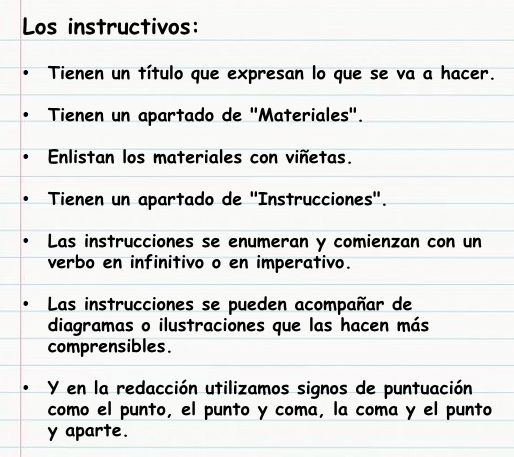 Los instructivos:
• Tienen un título que expresan lo que se va a hacer.
• Tienen un apartado de "Materiales".
• Enlistan los materiales con viñetas.
• Tienen un apartado de "Instrucciones".
• Las instrucciones se enumeran y comienzan con un
verbo en infinitivo o en imperativo.
• Las instrucciones se pueden acompañar de
diagramas o ilustraciones que las hacen más
comprensibles.
• Y en la redacción utilizamos signos de puntuación
como el punto, el punto y coma, la coma y el punto
y aparte.